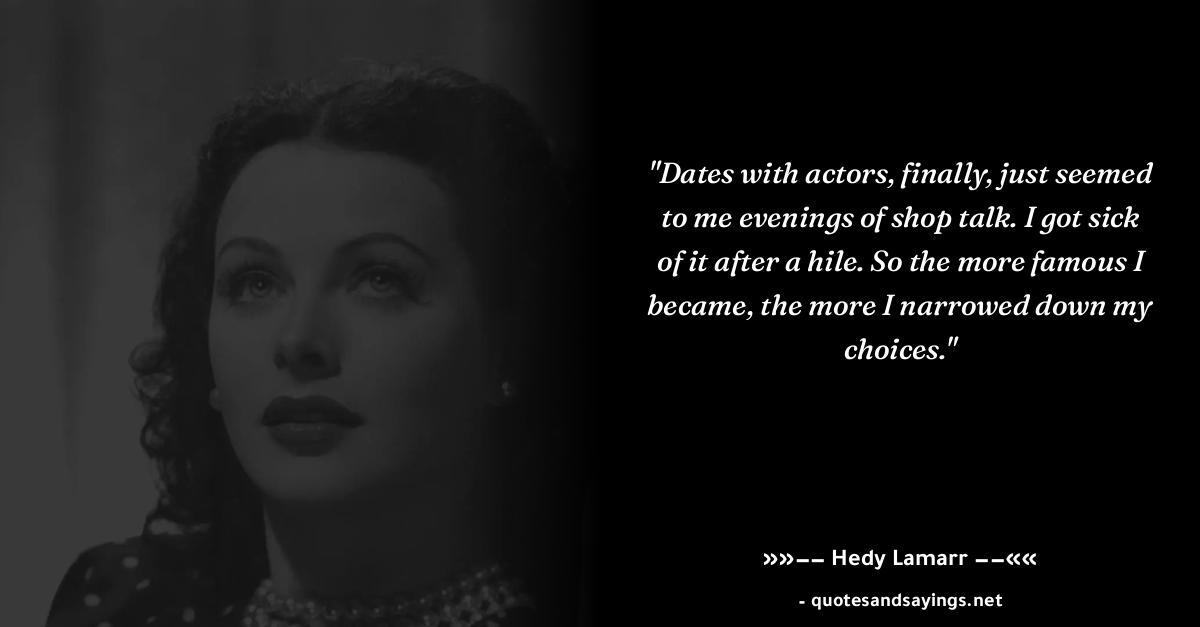 "Dates with actors, finally, just seemed
to me evenings of shop talk. I got sick
of it after a hile. So the more famous I
became, the more I narrowed down my
choices."
»»−− Hedy Lamarr −−««
- quotesandsayings.net